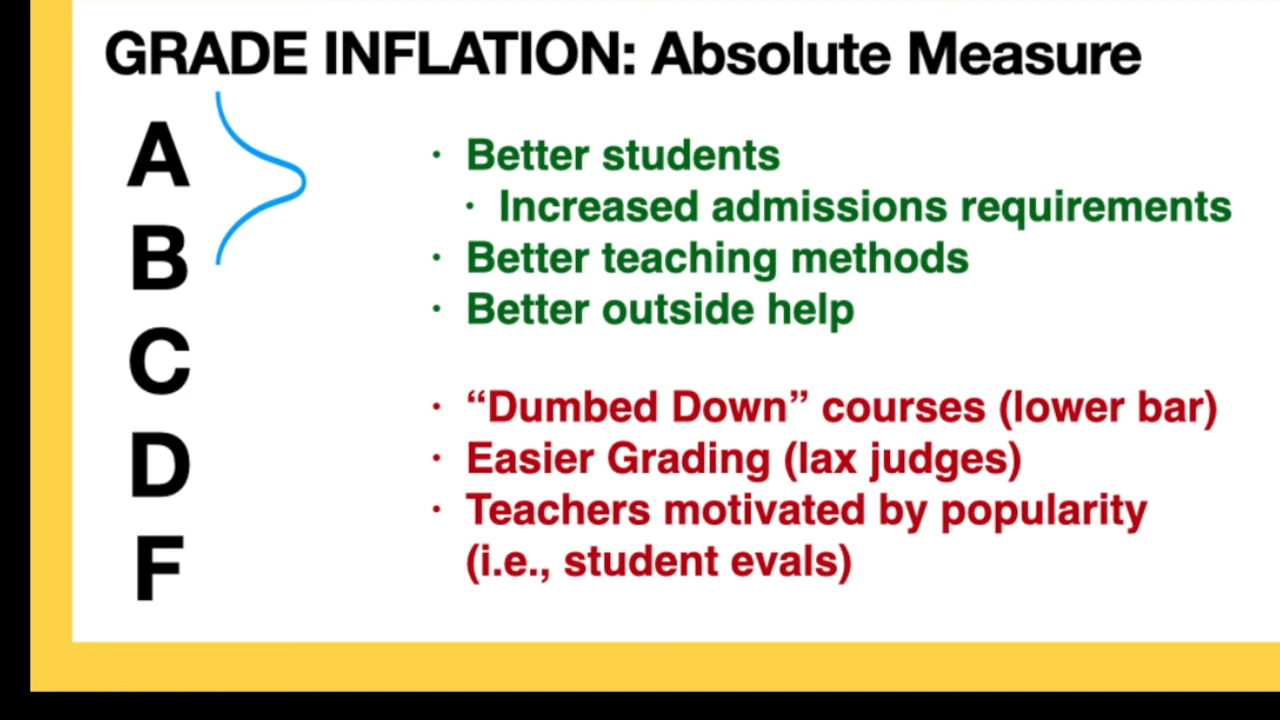 GRADE INFLATION: Absolute Measure
A
B
C
D
F
· Better students
· Increased admissions requirements
· Better teaching methods
· Better outside help
· “Dumbed Down” courses (lower bar)
· Easier Grading (lax judges)
· Teachers motivated by popularity
(i.e., student evals)